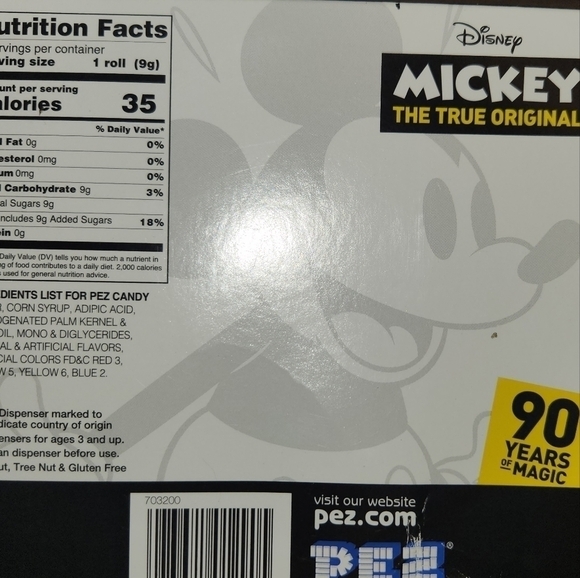 utrition Facts
rvings per container
ving size 1 roll (9g)
unt per serving
alories 35
% Daily Value*
l Fat 0g 0%
esterol 0mg 0%
um 0mg 0%
l Carbohydrate 9g 3%
al Sugars 9g
ncludes 9g Added Sugars 18%
ein 0g
Daily Value (DV) tells you how much a nutrient in
ng of food contributes to a daily diet. 2,000 calories
s used for general nutrition advice.
DIENTS LIST FOR PEZ CANDY
, CORN SYRUP, ADIPIC ACID,
OGENATED PALM KERNEL &
OIL, MONO & DIGLYCERIDES,
AL & ARTIFICIAL FLAVORS,
CIAL COLORS FD&C RED 3,
W 5, YELLOW 6, BLUE 2.
Dispenser marked to
dicate country of origin
ensers for ages 3 and up.
an dispenser before use.
ut, Tree Nut & Gluten Free
Disney
MICKEY
THE TRUE ORIGINAL
90
YEARS
OF MAGIC
703200
visit our website
pez.com
PEZ®